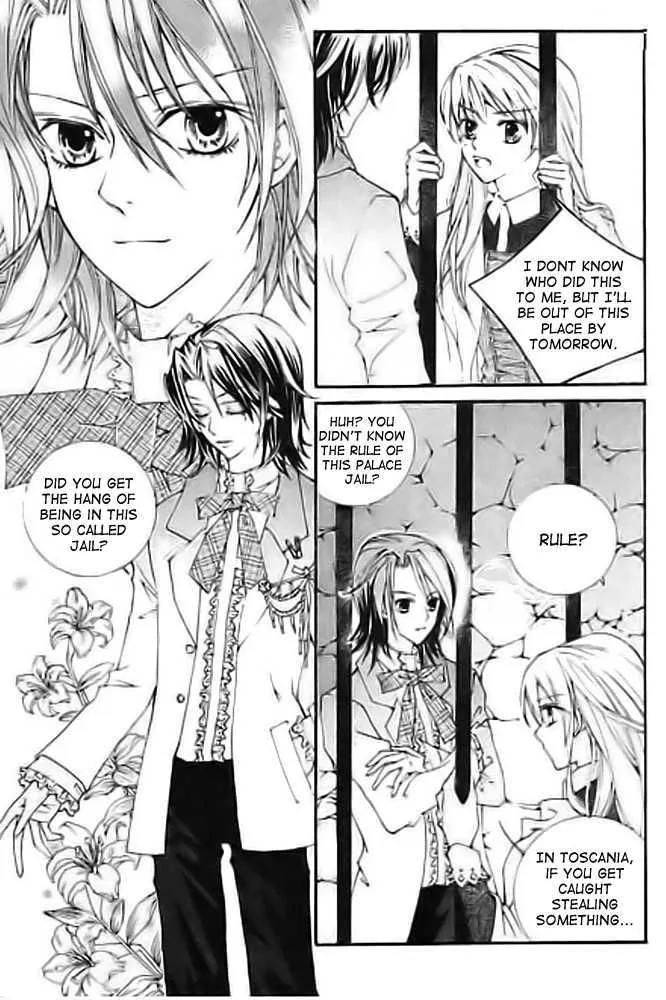 DID YOU GET
THE HANG OF
BEING IN THIS
SO CALLED
JAIL?
I DONT KNOW
WHO DID THIS
TO ME, BUT I'LL
BE OUT OF THIS
PLACE BY
TOMORROW.
HUH? YOU
DIDN'T KNOW
THE RULE OF
THIS PALACE
JAIL?
RULE?
IN TOSCANIA,
IF YOU GET
CAUGHT
STEALING
SOMETHING...